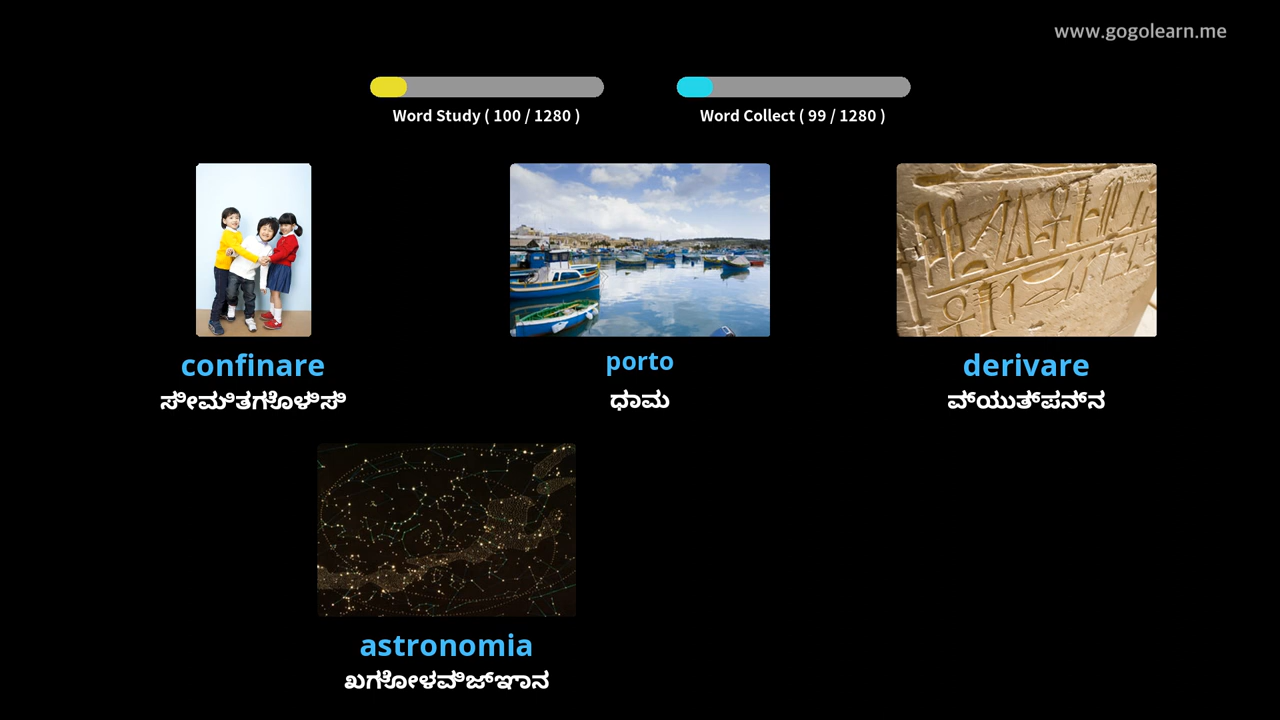 www.gogolearn.me
Word Study ( 100 / 1280 )
Word Collect ( 99 / 1280 )
confinare
ಸೀಮಿತಗೊಳಿಸಿ
porto
ಧಾಮ
derivare
ವ್ಯುತ್ಪನ್ನ
astronomia
ಖಗೋಳವಿಜ್ಞಾನ